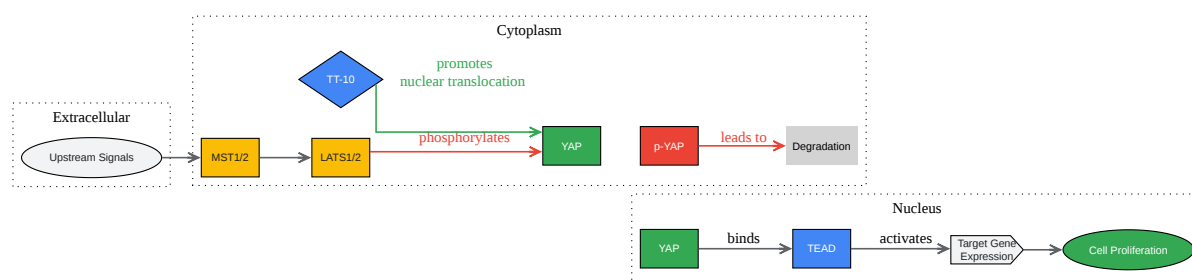 Cytoplasm
TT-10
promotes
nuclear translocation
Extracellular
Upstream Signals
MST1/2
LATS1/2
phosphorylates
YAP
p-YAP
leads to
Degradation
Nucleus
YAP
binds
TEAD
activates
Target Gene
Expression
Cell Proliferation